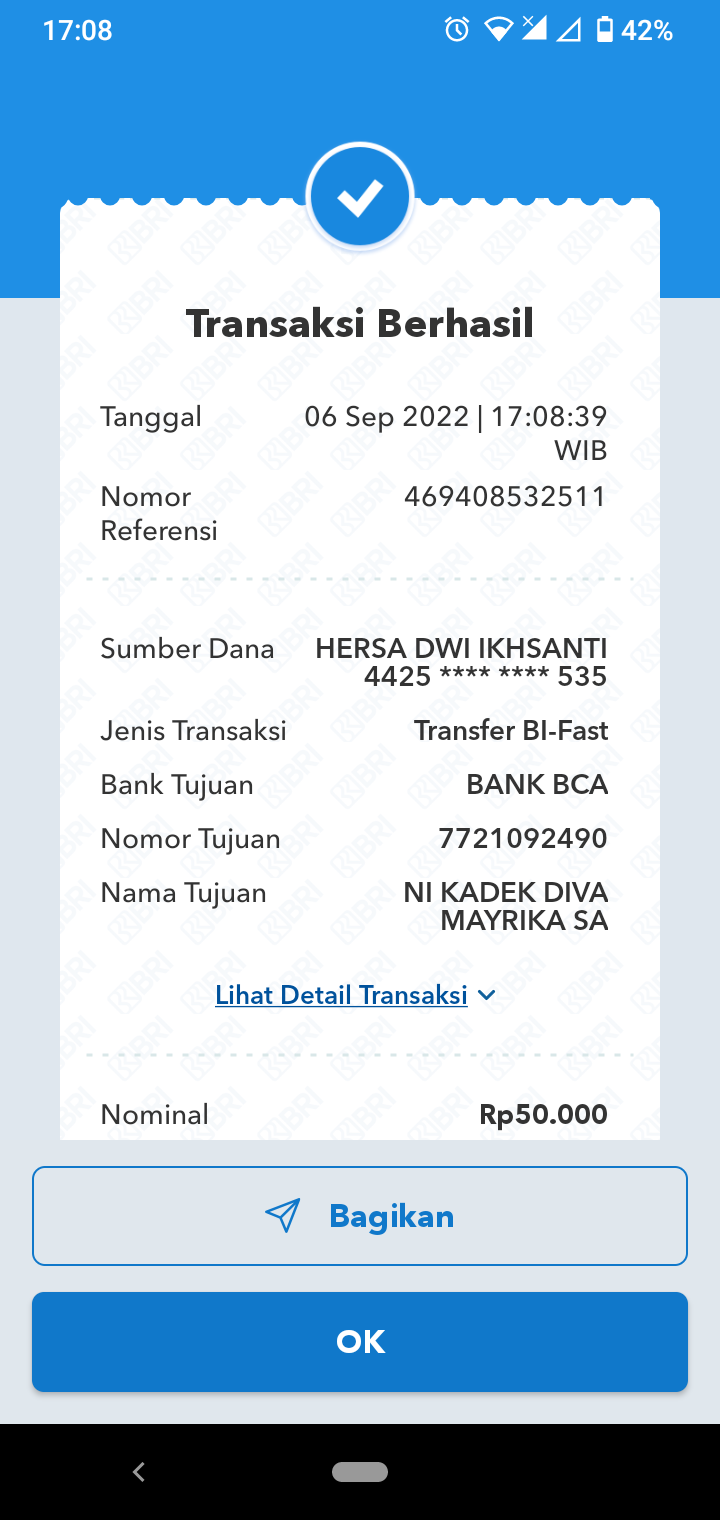 17:08 42%
Transaksi Berhasil
Tanggal 06 Sep 2022 | 17:08:39
WIB
Nomor 469408532511
Referensi
Sumber Dana HERSA DWI IKHSANTI
4425 **** **** 535
Jenis Transaksi Transfer BI-Fast
Bank Tujuan BANK BCA
Nomor Tujuan 7721092490
Nama Tujuan NI KADEK DIVA
MAYRIKA SA
Lihat Detail Transaksi
Nominal Rp50.000
Bagikan
OK